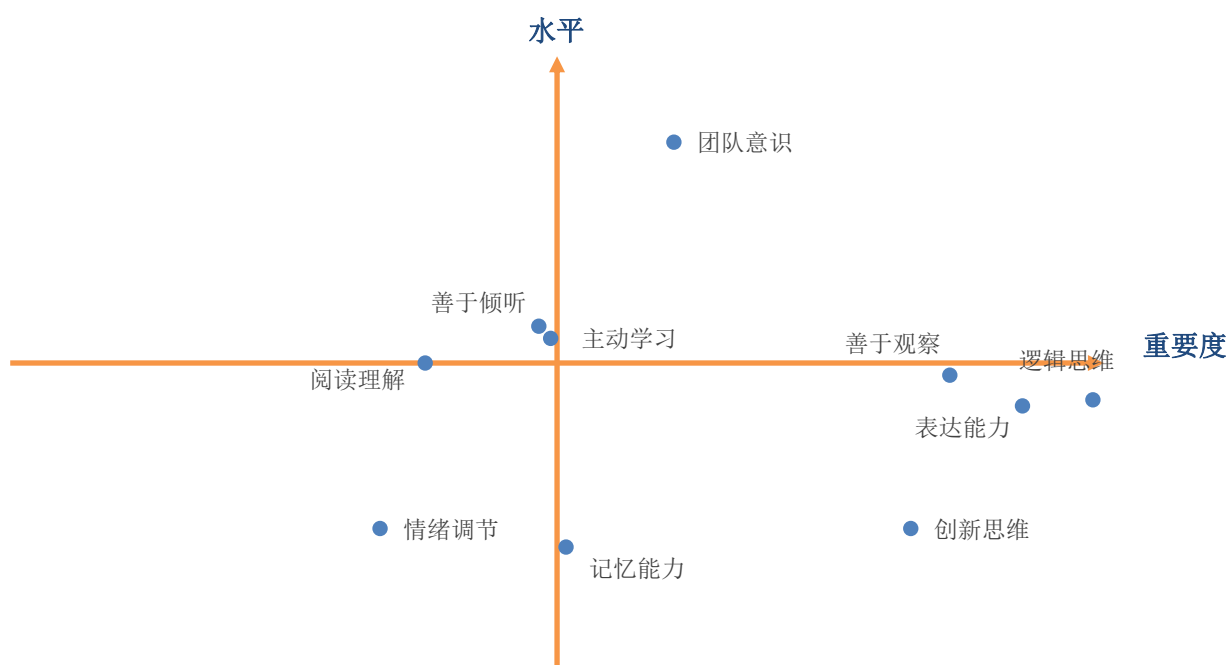 水平
团队意识
善于倾听
主动学习
善于观察
重要度
逻辑思维
阅读理解
表达能力
情绪调节
创新思维
记忆能力